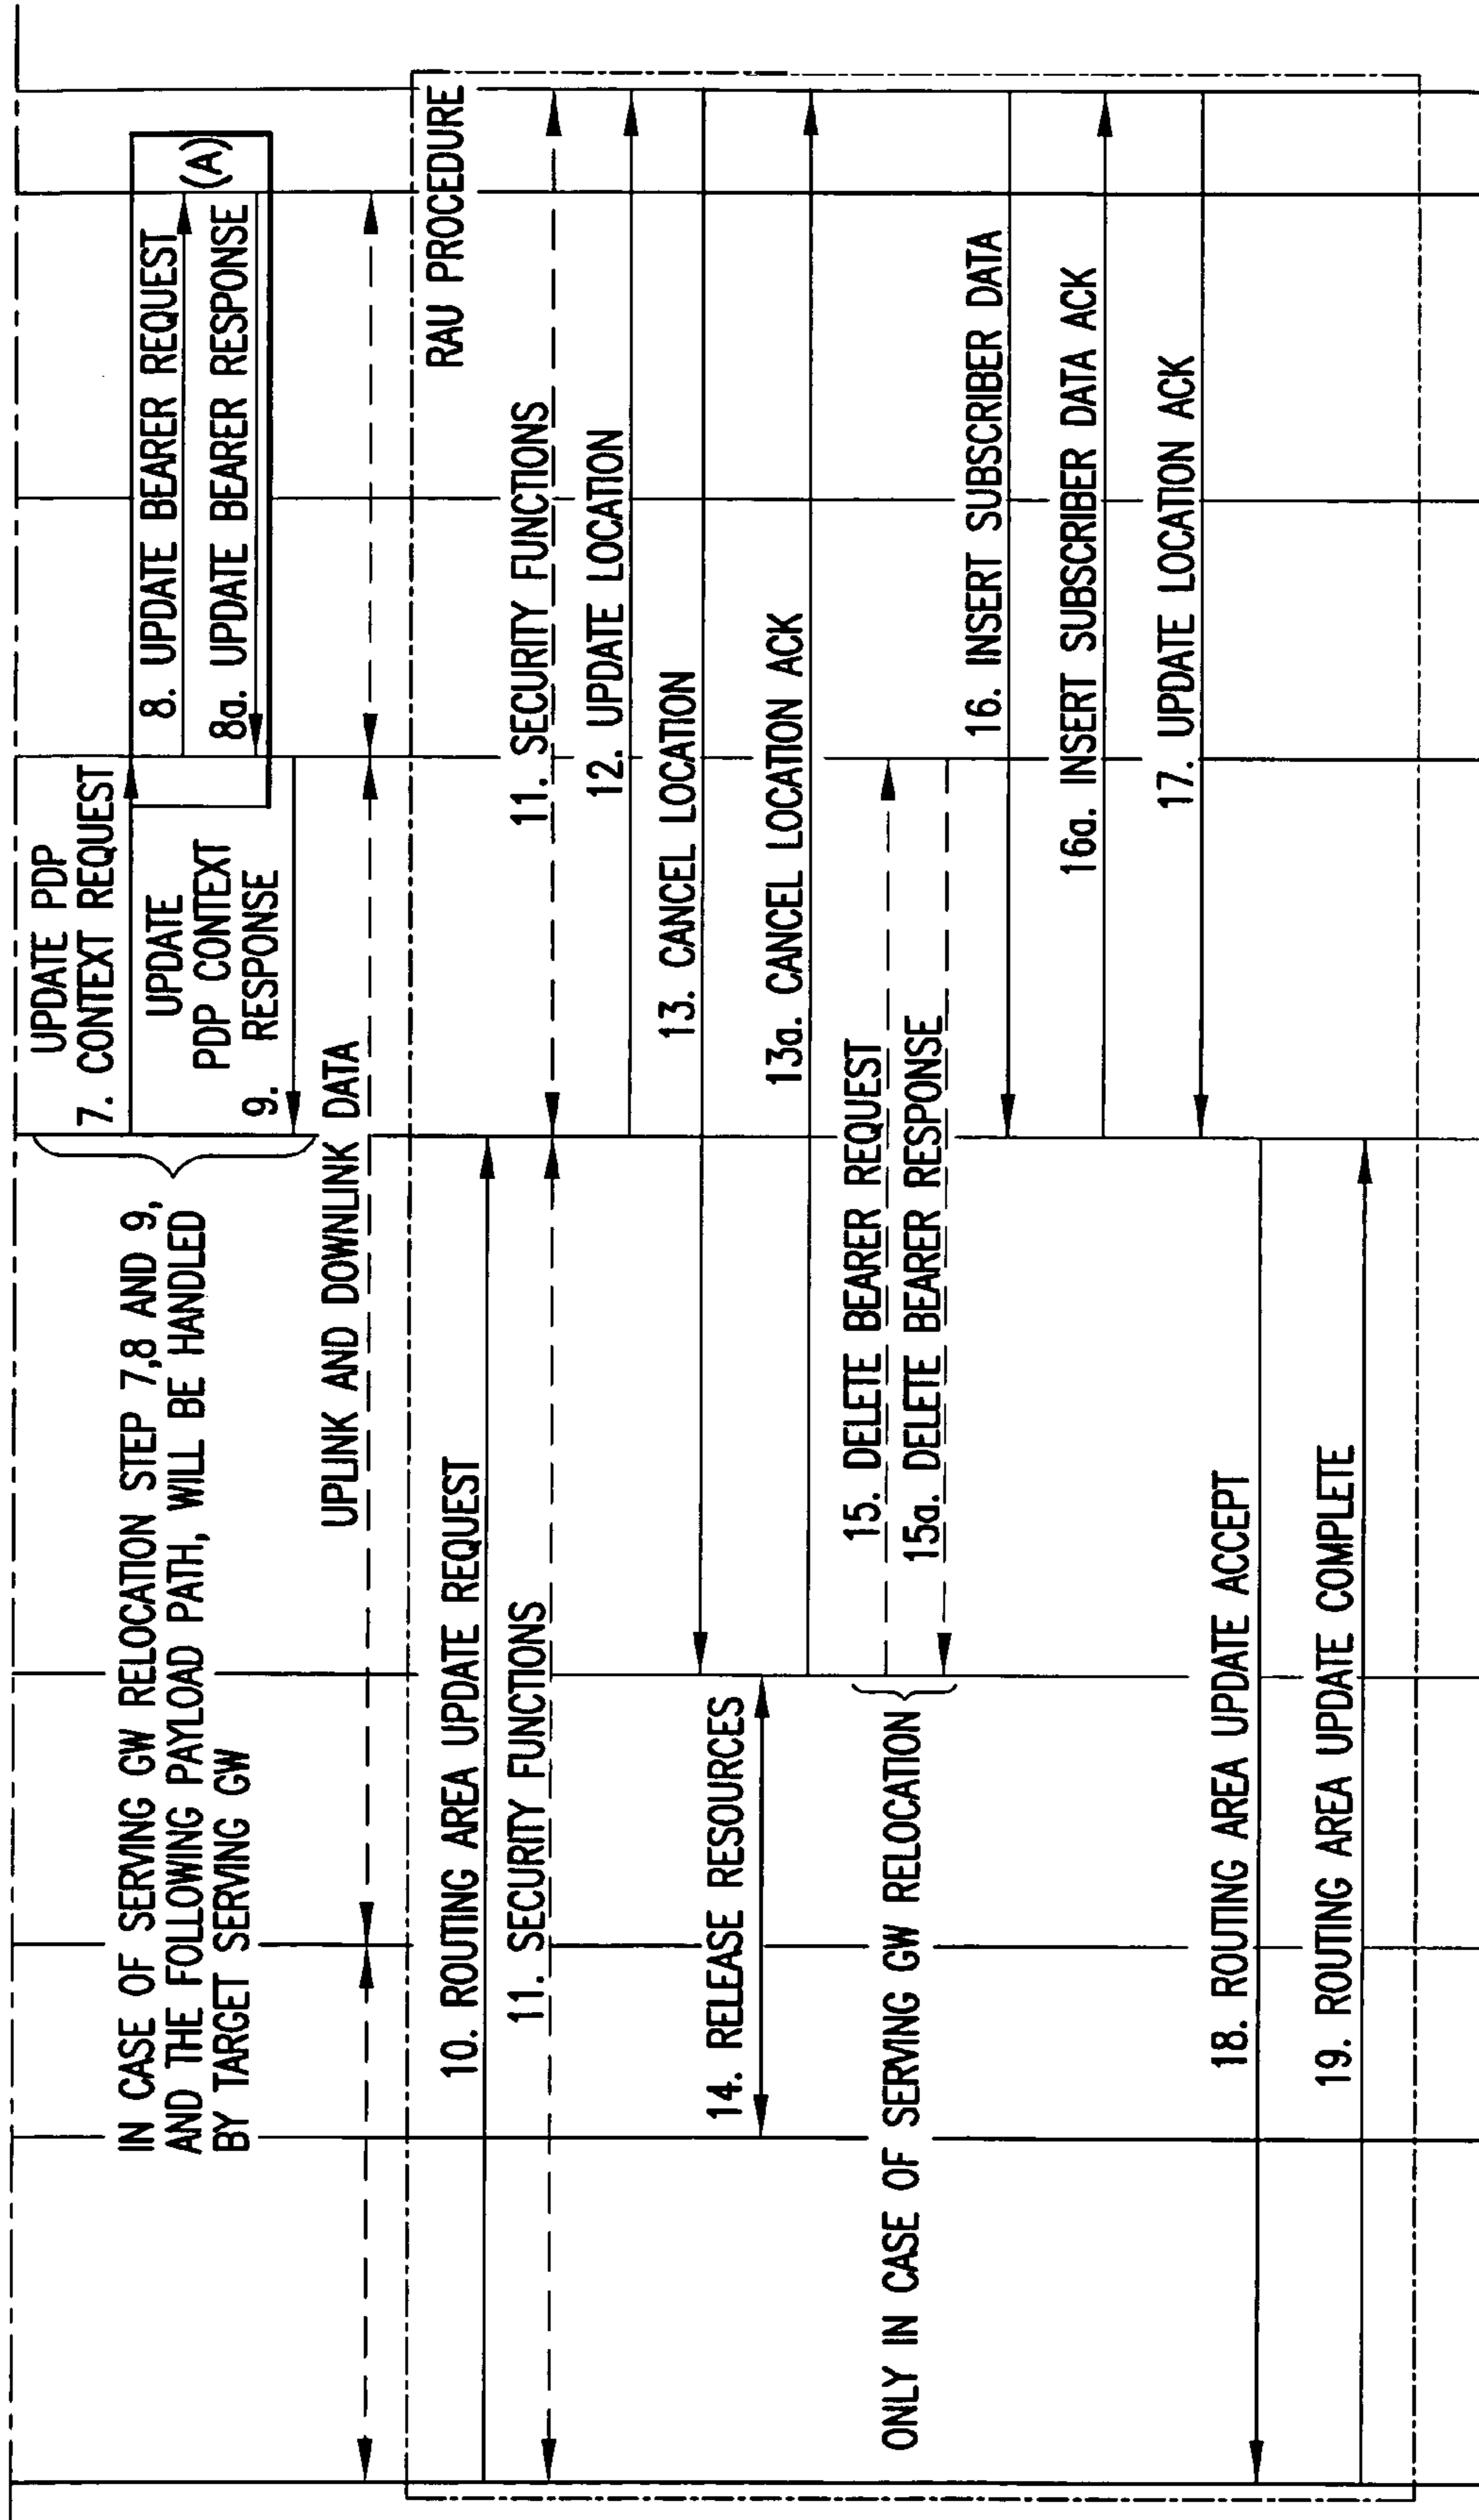 UPDATE PDP
7. CONTEXT REQUEST
8. UPDATE BEARER REQUEST
8a. UPDATE BEARER RESPONSE
(A)
UPDATE
PDP CONTEXT
9. RESPONSE
IN CASE OF SERVING GW RELOCATION STEP 7,8 AND 9,
AND THE FOLLOWING PAYLOAD PATH, WILL BE HANDLED
BY TARGET SERVING GW
UPLINK AND DOWNLINK DATA
RAU PROCEDURE
10. ROUTING AREA UPDATE REQUEST
11. SECURITY FUNCTIONS
11. SECURITY FUNCTIONS
12. UPDATE LOCATION
13. CANCEL LOCATION
14. RELEASE RESOURCES
13a. CANCEL LOCATION ACK
15. DELETE BEARER REQUEST
ONLY IN CASE OF SERVING GW RELOCATION
15a. DELETE BEARER RESPONSE
16. INSERT SUBSCRIBER DATA
16a. INSERT SUBSCRIBER DATA ACK
17. UPDATE LOCATION ACK
18. ROUTING AREA UPDATE ACCEPT
19. ROUTING AREA UPDATE COMPLETE